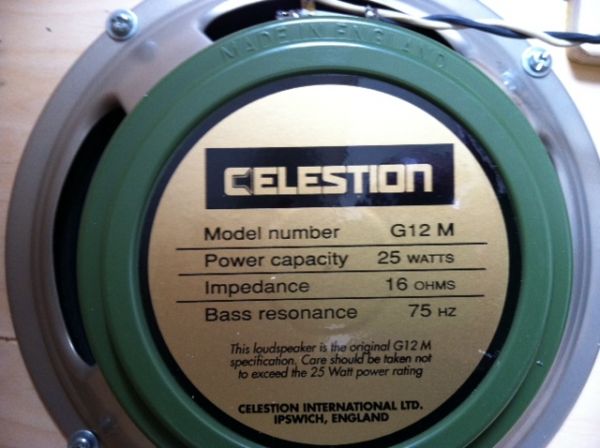 MADE IN ENGLAND
CELESTION
Model number G12 M
Power capacity 25 WATTS
Impedance 16 OHMS
Bass resonance 75 HZ
This loudspeaker is the original G12 M
specification. Care should be taken not
to exceed the 25 Watt power rating
CELESTION INTERNATIONAL LTD.
IPSWICH, ENGLAND